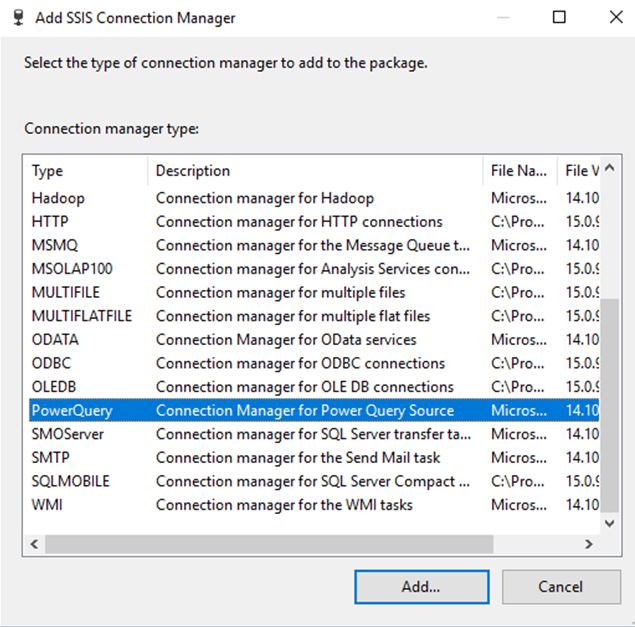 Add SSIS Connection Manager
Select the type of connection manager to add to the package.
Connection manager type:
Type Description File Na... File V
Hadoop Connection manager for Hadoop Micros... 14.10
HTTP Connection manager for HTTP connections C:\Pro... 15.0.9
MSMQ Connection manager for the Message Queue t... Micros... 14.10
MSOLAP100 Connection manager for Analysis Services con... C:\Pro... 15.0.9
MULTIFILE Connection manager for multiple files C:\Pro... 15.0.9
MULTIFLATFILE Connection manager for multiple flat files C:\Pro... 15.0.9
ODATA Connection Manager for OData services Micros... 14.10
ODBC Connection manager for ODBC connections C:\Pro... 15.0.9
OLEDB Connection manager for OLE DB connections C:\Pro... 15.0.9
PowerQuery Connection Manager for Power Query Source Micros... 14.10
SMOServer Connection manager for SQL Server transfer ta... Micros... 14.10
SMTP Connection manager for the Send Mail task Micros... 14.10
SQLMOBILE Connection manager for SQL Server Compact ... C:\Pro... 15.0.9
WMI Connection manager for the WMI tasks Micros... 14.10
Add... Cancel